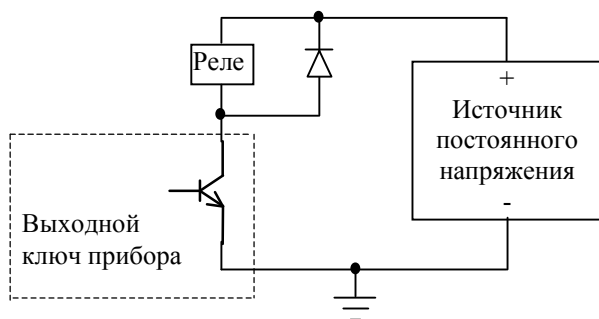 Реле
+
Источник
постоянного
напряжения
-
Выходной
ключ прибора